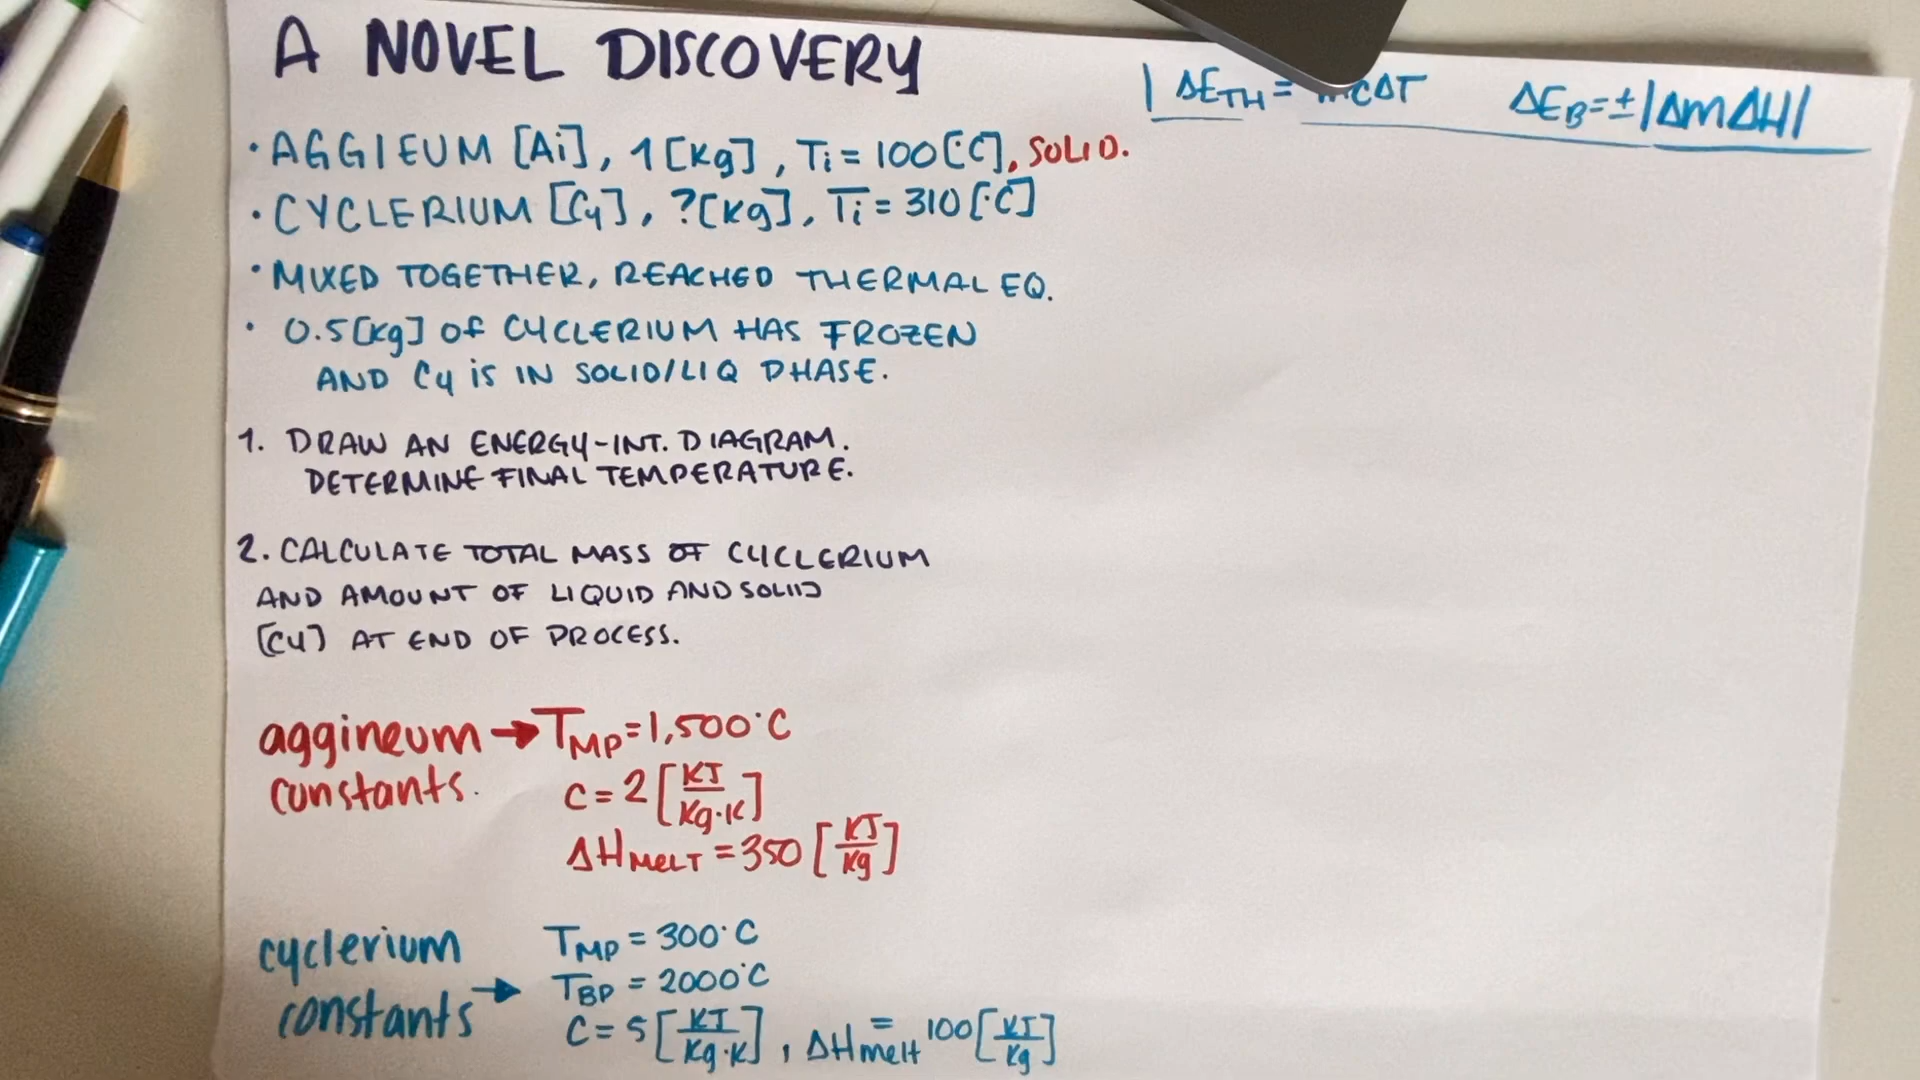 A NOVEL DISCOVERY
| ΔE_TH = mcΔT ΔE_B=±|ΔmΔH|
• AGGIEUM [Ai], 1[Kg], Ti = 100[°C], SOLID.
• CYCLERIUM [Cy], ?[Kg], Ti = 310[°C]
• MIXED TOGETHER, REACHED THERMAL EQ.
• 0.5[Kg] OF CYCLERIUM HAS FROZEN
AND Cy is IN SOLID/LIQ PHASE.
1. DRAW AN ENERGY-INT. DIAGRAM.
DETERMINE FINAL TEMPERATURE.
2. CALCULATE TOTAL MASS OF CYCLERIUM
AND AMOUNT OF LIQUID AND SOLID
[CY] AT END OF PROCESS.
aggineum → T_MP = 1,500°C
constants. C = 2 [KJ/Kg·K]
ΔH_MELT = 350 [KJ/Kg]
cyclerium T_MP = 300°C
constants → T_BP = 2000°C
C = 5 [KJ/Kg·K], ΔH_melt = 100 [KJ/Kg]